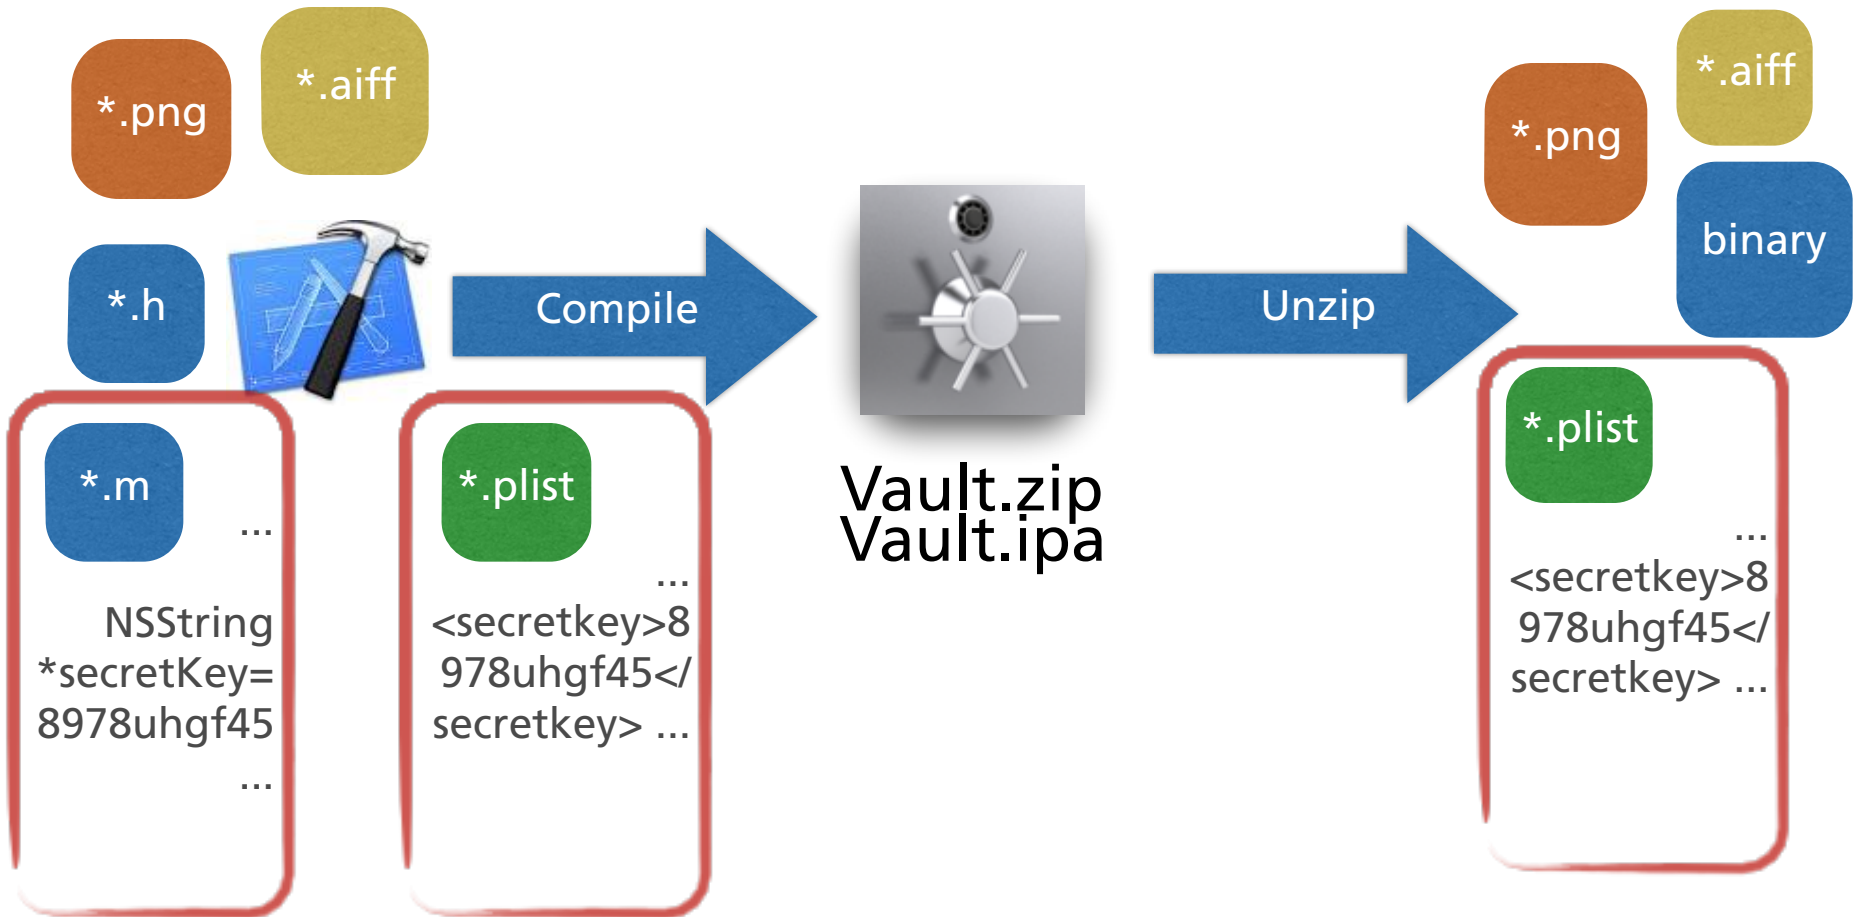 *.png
*.aiff
*.h
*.m
...
NSString
*secretKey=
8978uhgf45
...
*.plist
...
<secretkey>8
978uhgf45</
secretkey> ...
Compile
Vault.zip
Vault.ipa
Unzip
*.png
*.aiff
binary
*.plist
...
<secretkey>8
978uhgf45</
secretkey> ...